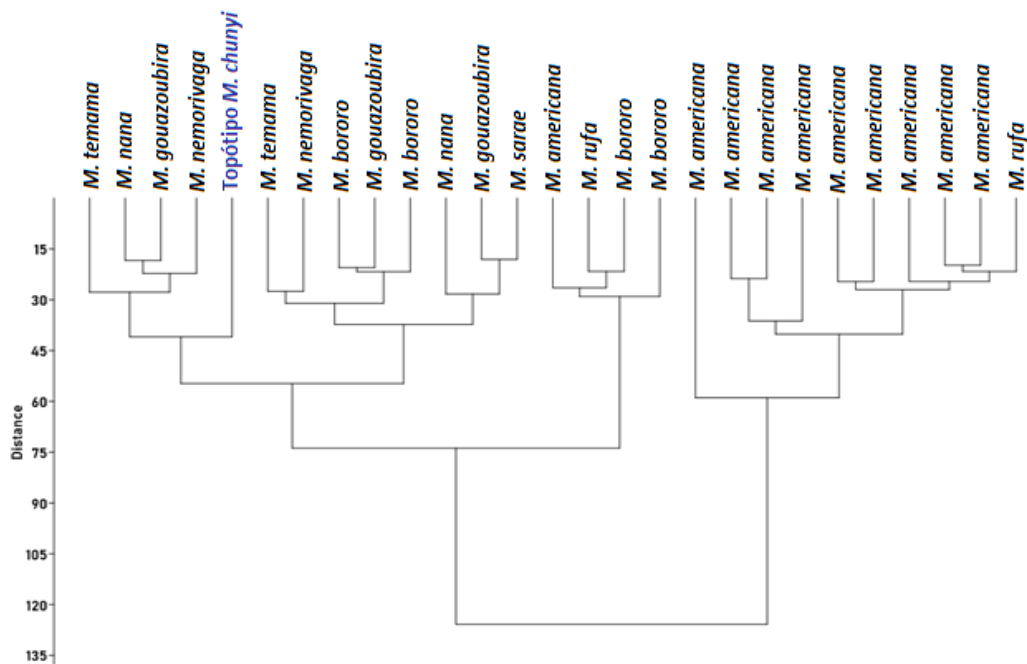 M. temama
M. nana
M. gouazoubira
M. nemorivaga
Topótipo M. chunyi
M. temama
M. nemorivaga
M. bororo
M. gouazoubira
M. bororo
M. nana
M. gouazoubira
M. sarae
M. americana
M. rufa
M. bororo
M. bororo
M. americana
M. americana
M. americana
M. americana
M. americana
M. americana
M. americana
M. americana
M. americana
M. rufa
15
30
45
60
75
90
105
120
135
Distance